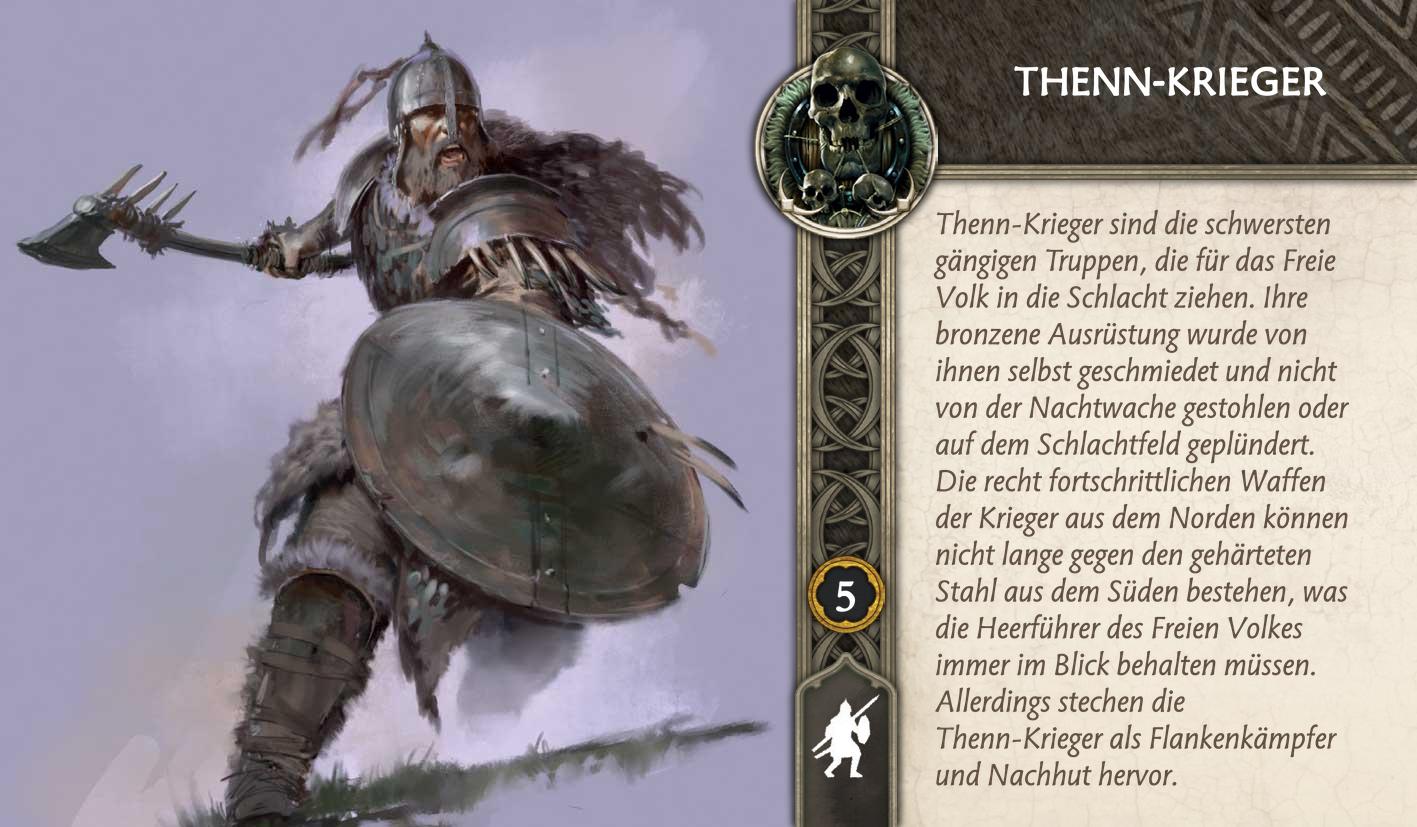 THENN-KRIEGER
Thenn-Krieger sind die schwersten
gängigen Truppen, die für das Freie
Volk in die Schlacht ziehen. Ihre
bronzene Ausrüstung wurde von
ihnen selbst geschmiedet und nicht
von der Nachtwache gestohlen oder
auf dem Schlachtfeld geplündert.
Die recht fortschrittlichen Waffen
der Krieger aus dem Norden können
nicht lange gegen den gehärteten
Stahl aus dem Süden bestehen, was
die Heerführer des Freien Volkes
immer im Blick behalten müssen.
Allerdings stechen die
Thenn-Krieger als Flankenkämpfer
und Nachhut hervor.
5